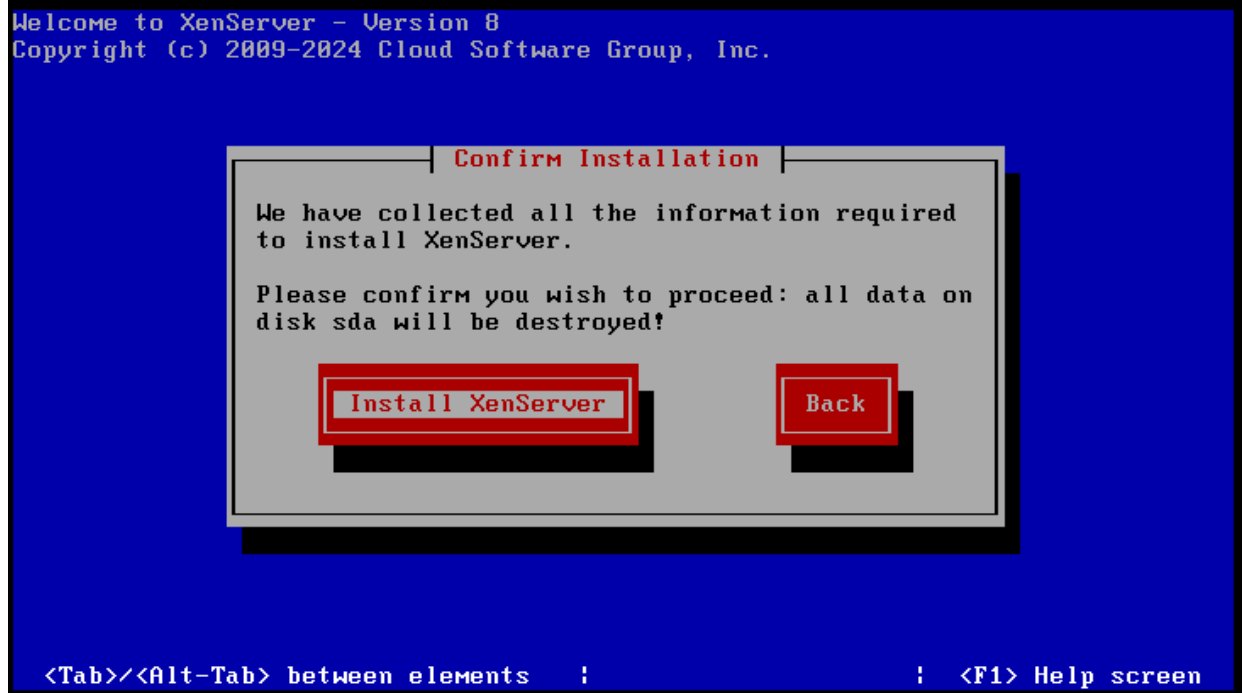 Welcome to XenServer - Version 8
Copyright (c) 2009-2024 Cloud Software Group, Inc.
Confirm Installation
We have collected all the information required
to install XenServer.
Please confirm you wish to proceed: all data on
disk sda will be destroyed!
Install XenServer
Back
<Tab>/<Alt-Tab> between elements | | <F1> Help screen